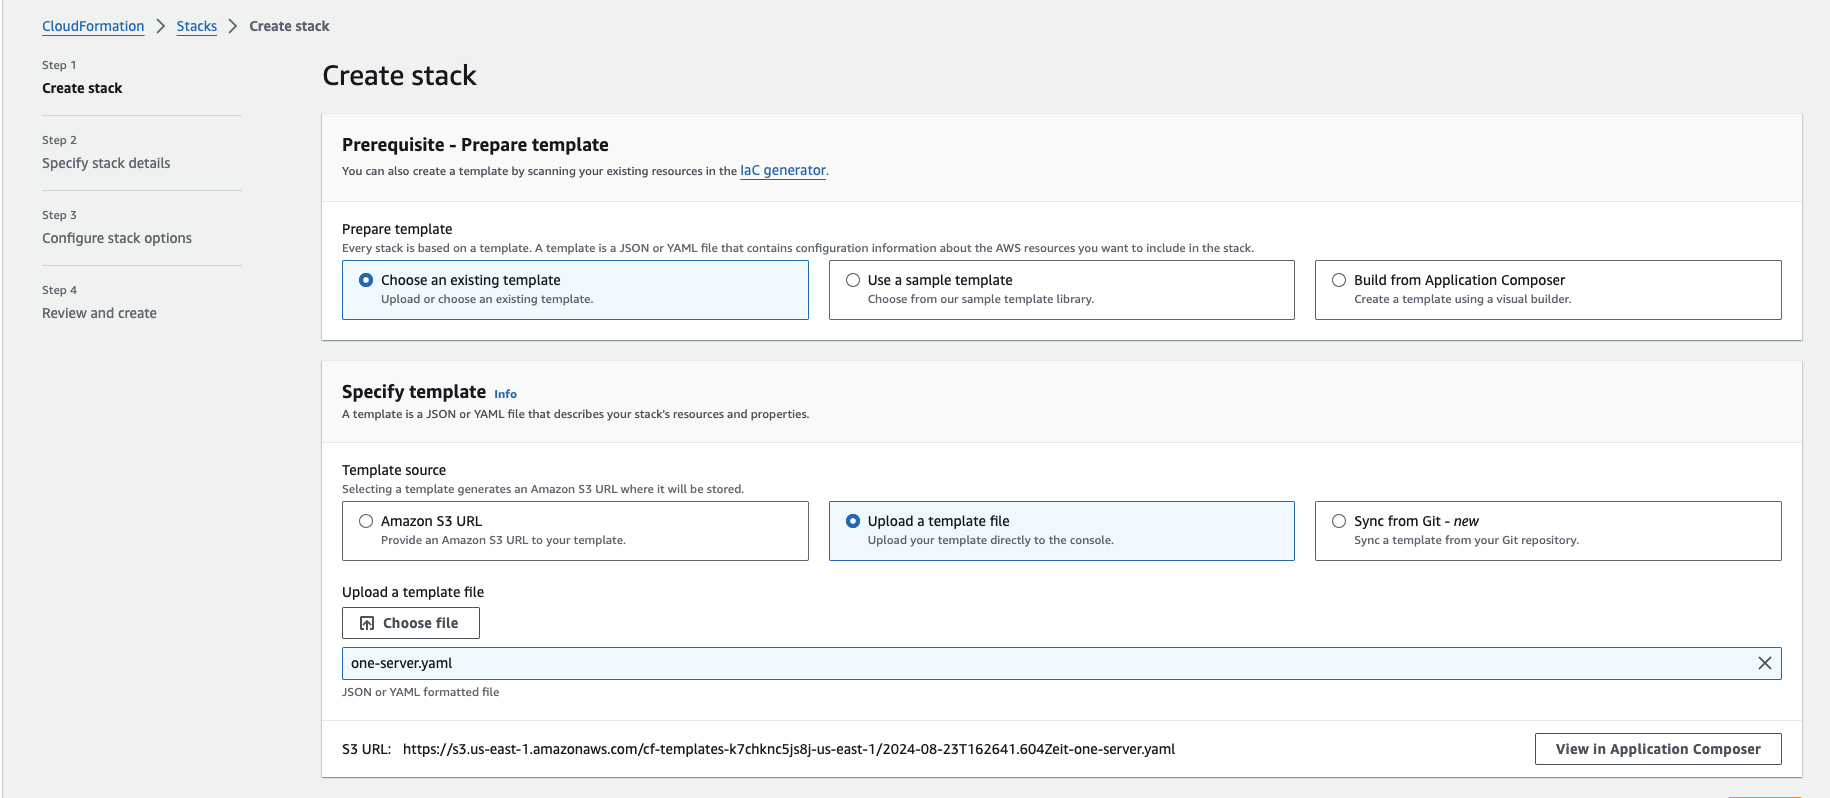 CloudFormation > Stacks > Create stack
Step 1
Create stack
Step 2
Specify stack details
Step 3
Configure stack options
Step 4
Review and create
Create stack
Prerequisite - Prepare template
You can also create a template by scanning your existing resources in the IaC generator.
Prepare template
Every stack is based on a template. A template is a JSON or YAML file that contains configuration information about the AWS resources you want to include in the stack.
Choose an existing template
Upload or choose an existing template.
Use a sample template
Choose from our sample template library.
Build from Application Composer
Create a template using a visual builder.
Specify template Info
A template is a JSON or YAML file that describes your stack's resources and properties.
Template source
Selecting a template generates an Amazon S3 URL where it will be stored.
Amazon S3 URL
Provide an Amazon S3 URL to your template.
Upload a template file
Upload your template directly to the console.
Sync from Git - new
Sync a template from your Git repository.
Upload a template file
Choose file
one-server.yaml
JSON or YAML formatted file
S3 URL: https://s3.us-east-1.amazonaws.com/cf-templates-k7chknc5js8j-us-east-1/2024-08-23T162641.604Zeit-one-server.yaml
View in Application Composer